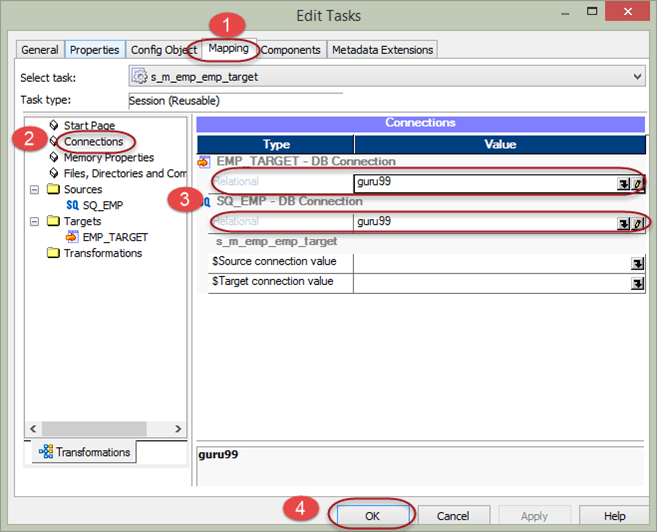 Edit Tasks
1
General Properties Config Object Mapping Components Metadata Extensions
Select task: s_m_emp_emp_target
Task type: Session (Reusable)
Start Page
2 Connections
Memory Properties
Files, Directories and Com
Sources
SQ SQ_EMP
Targets
EMP_TARGET
Transformations
Transformations
Connections
Type Value
EMP_TARGET - DB Connection
Relational guru99
3
SQ SQ_EMP - DB Connection
Relational guru99
s_m_emp_emp_target
$Source connection value
$Target connection value
guru99
4 OK Cancel Apply Help